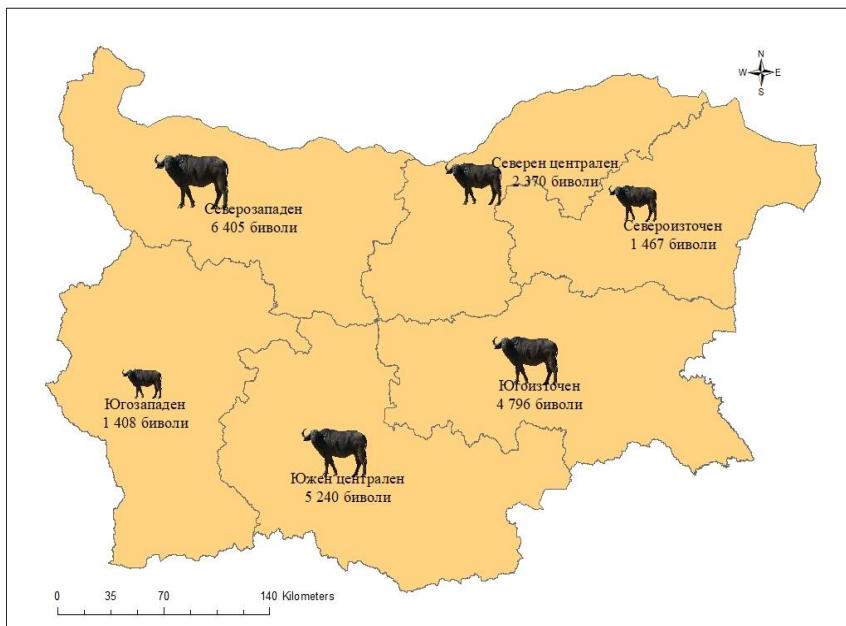 N
W E
S
Северозападен
6 405 биволи
Северен централен
2 370 биволи
Североизточен
1 467 биволи
Югозападен
1 408 биволи
Югоизточен
4 796 биволи
Южен централен
5 240 биволи
0 35 70 140 Kilometers